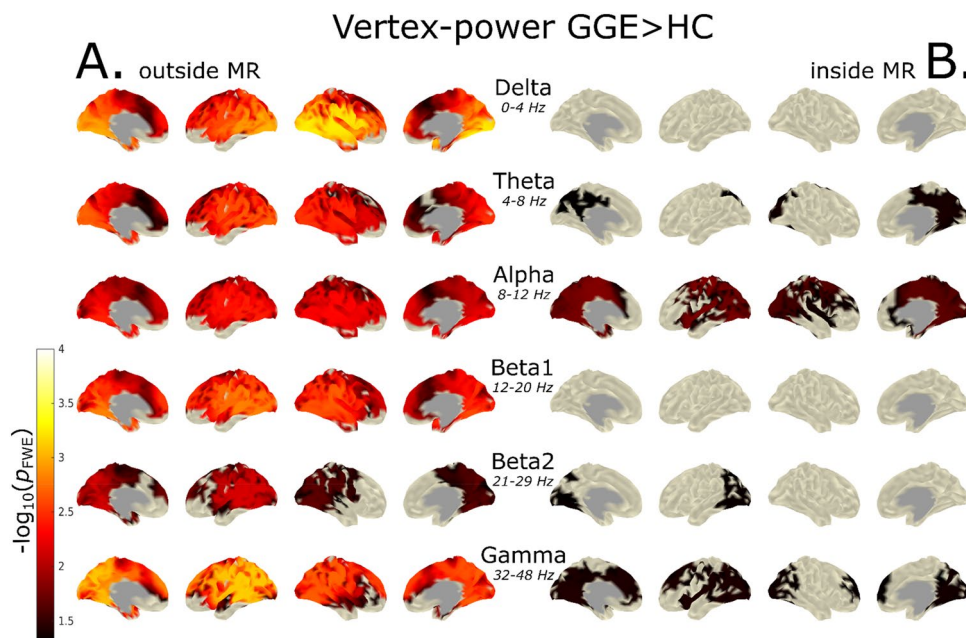 Vertex-power GGE>HC
A. outside MR
inside MR B.
Delta
0-4 Hz
Theta
4-8 Hz
Alpha
8-12 Hz
Beta1
12-20 Hz
Beta2
21-29 Hz
Gamma
32-48 Hz
4
3.5
3
2.5
2
1.5
-log10(pFWE)